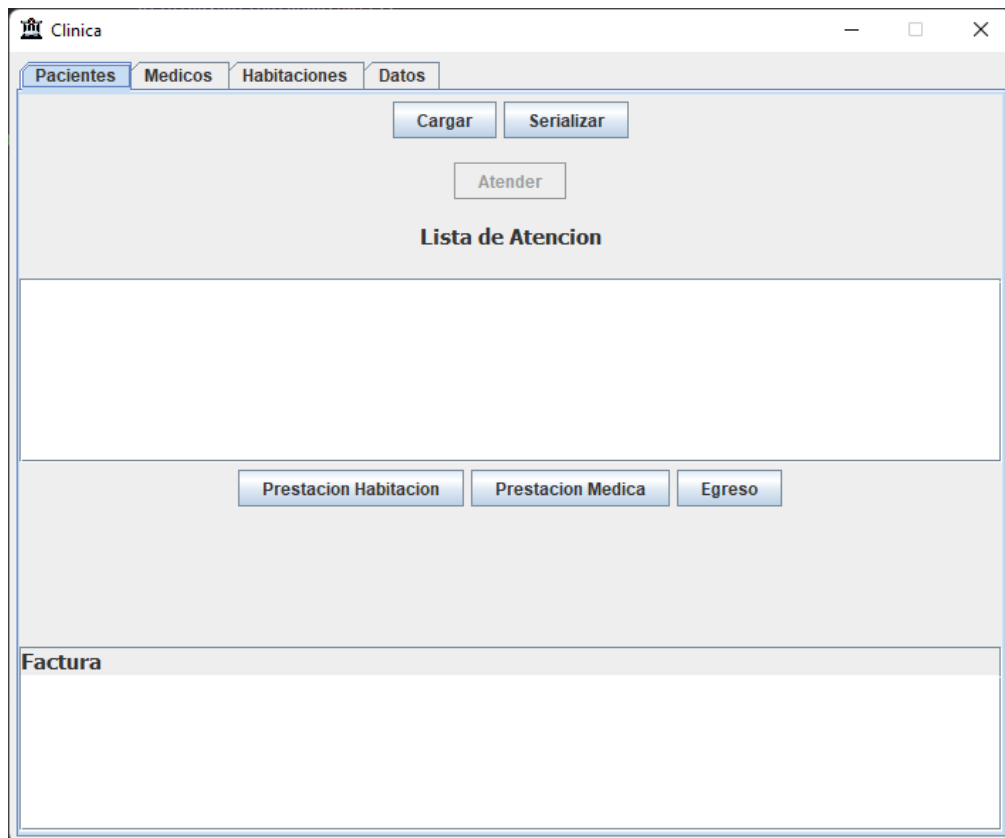 Clinica
Pacientes Medicos Habitaciones Datos
Cargar Serializar
Atender
Lista de Atencion
Prestacion Habitacion Prestacion Medica Egreso
Factura